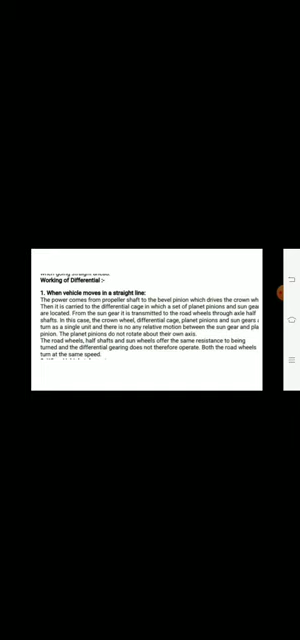 when going straight ahead.
Working of Differential :-
1. When vehicle moves in a straight line:
The power comes from propeller shaft to the bevel pinion which drives the crown wh
Then it is carried to the differential cage in which a set of planet pinions and sun gea
are located. From the sun gear it is transmitted to the road wheels through axle half
shafts. In this case, the crown wheel, differential cage, planet pinions and sun gears
turn as a single unit and there is no any relative motion between the sun gear and pla
pinion. The planet pinions do not rotate about their own axis.
The road wheels, half shafts and sun wheels offer the same resistance to being
turned and the differential gearing does not therefore operate. Both the road wheels
turn at the same speed.